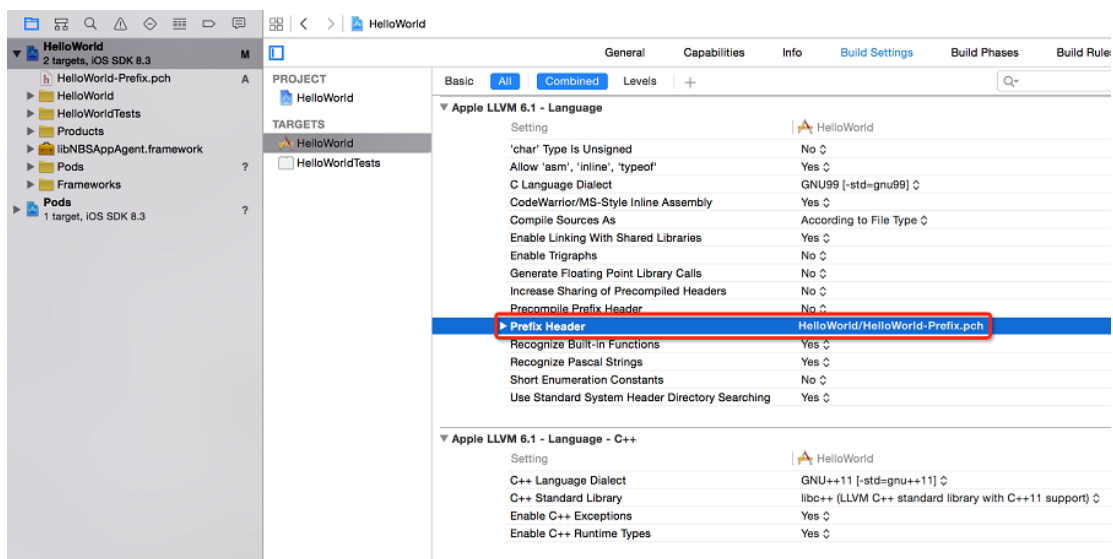 HelloWorld
HelloWorld
2 targets, iOS SDK 8.3
M
HelloWorld-Prefix.pch
A
HelloWorld
HelloWorldTests
Products
libNBSAppAgent.framework
Pods
?
Frameworks
Pods
1 target, iOS SDK 8.3
?
General Capabilities Info Build Settings Build Phases Build Rules
PROJECT
HelloWorld
TARGETS
HelloWorld
HelloWorldTests
Basic All Combined Levels +
Apple LLVM 6.1 - Language
Setting HelloWorld
'char' Type Is Unsigned No
Allow 'asm', 'inline', 'typeof' Yes
C Language Dialect GNU99 [-std=gnu99]
CodeWarrior/MS-Style Inline Assembly Yes
Compile Sources As According to File Type
Enable Linking With Shared Libraries Yes
Enable Trigraphs No
Generate Floating Point Library Calls No
Increase Sharing of Precompiled Headers No
Precompile Prefix Header No
Prefix Header HelloWorld/HelloWorld-Prefix.pch
Recognize Built-in Functions Yes
Recognize Pascal Strings Yes
Short Enumeration Constants No
Use Standard System Header Directory Searching Yes
Apple LLVM 6.1 - Language - C++
Setting HelloWorld
C++ Language Dialect GNU++11 [-std=gnu++11]
C++ Standard Library libc++ (LLVM C++ standard library with C++11 support)
Enable C++ Exceptions Yes
Enable C++ Runtime Types Yes